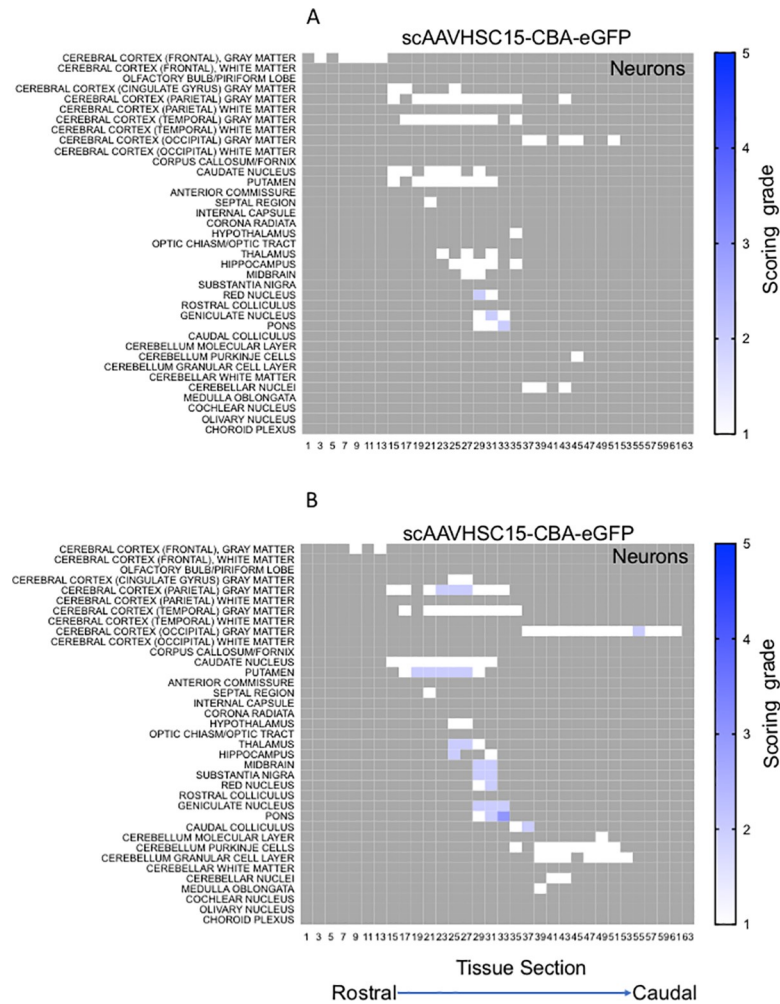 A
scAAVHSC15-CBA-eGFP
Neurons
CEREBRAL CORTEX (FRONTAL), GRAY MATTER
CEREBRAL CORTEX (FRONTAL), WHITE MATTER
OLFACTORY BULB/PIRIFORM LOBE
CEREBRAL CORTEX (CINGULATE GYRUS) GRAY MATTER
CEREBRAL CORTEX (PARIETAL) GRAY MATTER
CEREBRAL CORTEX (PARIETAL) WHITE MATTER
CEREBRAL CORTEX (TEMPORAL) GRAY MATTER
CEREBRAL CORTEX (TEMPORAL) WHITE MATTER
CEREBRAL CORTEX (OCCIPITAL) GRAY MATTER
CEREBRAL CORTEX (OCCIPITAL) WHITE MATTER
CORPUS CALLOSUM/FORNIX
CAUDATE NUCLEUS
PUTAMEN
ANTERIOR COMMISSURE
SEPTAL REGION
INTERNAL CAPSULE
CORONA RADIATA
HYPOTHALAMUS
OPTIC CHIASM/OPTIC TRACT
THALAMUS
HIPPOCAMPUS
MIDBRAIN
SUBSTANTIA NIGRA
RED NUCLEUS
ROSTRAL COLLICULUS
GENICULATE NUCLEUS
PONS
CAUDAL COLLICULUS
CEREBELLUM MOLECULAR LAYER
CEREBELLUM PURKINJE CELLS
CEREBELLUM GRANULAR CELL LAYER
CEREBELLAR WHITE MATTER
CEREBELLAR NUCLEI
MEDULLA OBLONGATA
COCHLEAR NUCLEUS
OLIVARY NUCLEUS
CHOROID PLEXUS
1 3 5 7 9 11 13 15 17 19 21 23 25 27 29 31 33 35 37 39 41 43 45 47 49 51 53 55 57 59 61 63
5
4
3
2
1
Scoring grade
B
scAAVHSC15-CBA-eGFP
Neurons
CEREBRAL CORTEX (FRONTAL), GRAY MATTER
CEREBRAL CORTEX (FRONTAL), WHITE MATTER
OLFACTORY BULB/PIRIFORM LOBE
CEREBRAL CORTEX (CINGULATE GYRUS) GRAY MATTER
CEREBRAL CORTEX (PARIETAL) GRAY MATTER
CEREBRAL CORTEX (PARIETAL) WHITE MATTER
CEREBRAL CORTEX (TEMPORAL) GRAY MATTER
CEREBRAL CORTEX (TEMPORAL) WHITE MATTER
CEREBRAL CORTEX (OCCIPITAL) GRAY MATTER
CEREBRAL CORTEX (OCCIPITAL) WHITE MATTER
CORPUS CALLOSUM/FORNIX
CAUDATE NUCLEUS
PUTAMEN
ANTERIOR COMMISSURE
SEPTAL REGION
INTERNAL CAPSULE
CORONA RADIATA
HYPOTHALAMUS
OPTIC CHIASM/OPTIC TRACT
THALAMUS
HIPPOCAMPUS
MIDBRAIN
SUBSTANTIA NIGRA
RED NUCLEUS
ROSTRAL COLLICULUS
GENICULATE NUCLEUS
PONS
CAUDAL COLLICULUS
CEREBELLUM MOLECULAR LAYER
CEREBELLUM PURKINJE CELLS
CEREBELLUM GRANULAR CELL LAYER
CEREBELLAR WHITE MATTER
CEREBELLAR NUCLEI
MEDULLA OBLONGATA
COCHLEAR NUCLEUS
OLIVARY NUCLEUS
CHOROID PLEXUS
1 3 5 7 9 11 13 15 17 19 21 23 25 27 29 31 33 35 37 39 41 43 45 47 49 51 53 55 57 59 61 63
5
4
3
2
1
Scoring grade
Tissue Section
Rostral Caudal